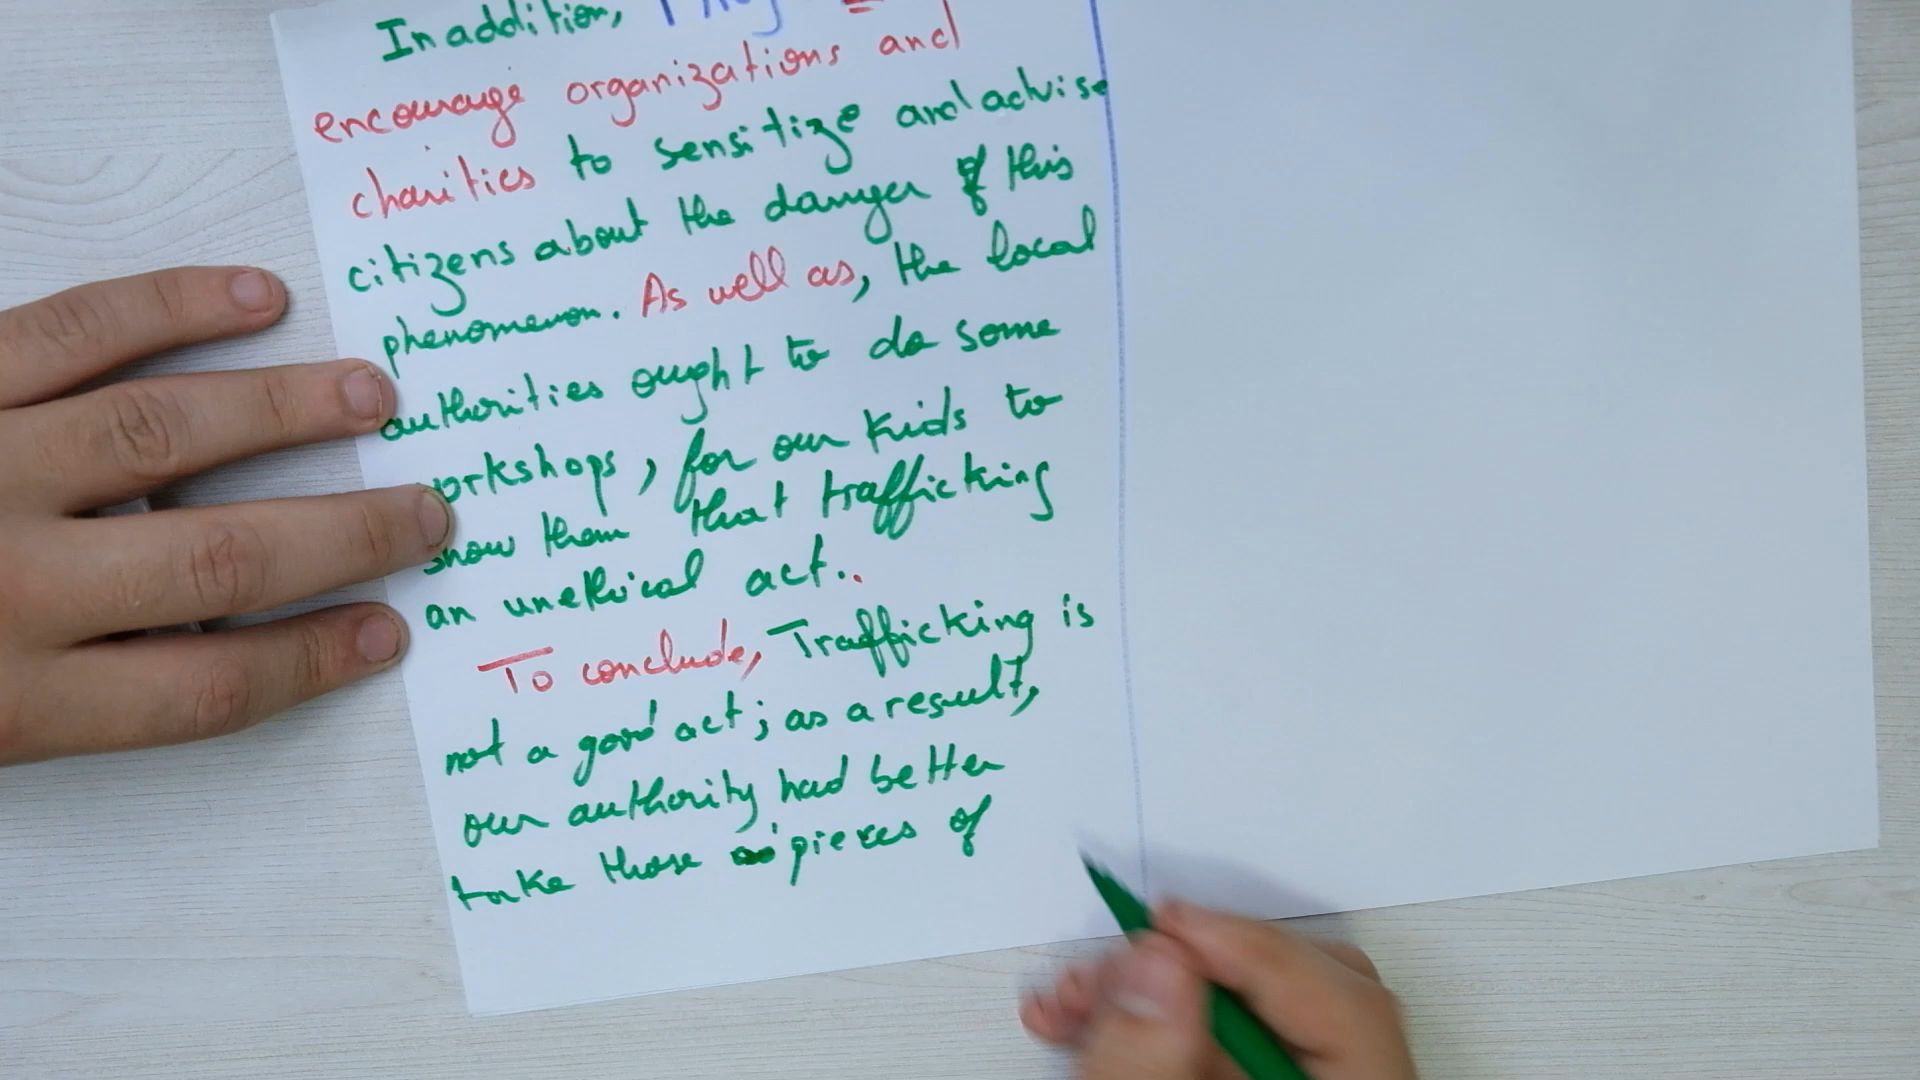 In addition,
encourage organizations and
charities to sensitize and advise
citizens about the danger of this
phenomenon. As well as, the local
authorities ought to do some
orkshops, for our kids to
show them that trafficking
an unethical act..
To conclude, Trafficking is
not a good act; as a result,
our authority had better
take those pieces of